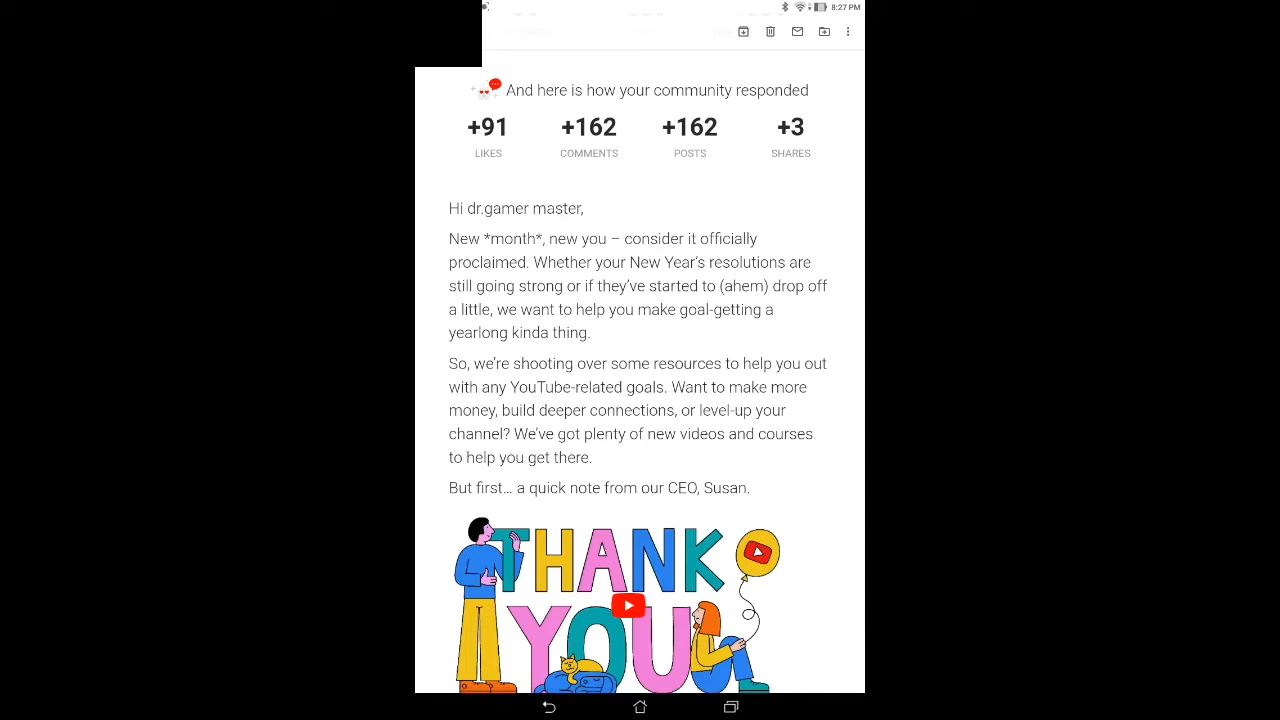 8:27 PM
And here is how your community responded
+91 +162 +162 +3
LIKES COMMENTS POSTS SHARES
Hi dr.gamer master,
New *month*, new you – consider it officially
proclaimed. Whether your New Year's resolutions are
still going strong or if they've started to (ahem) drop off
a little, we want to help you make goal-getting a
yearlong kinda thing.
So, we're shooting over some resources to help you out
with any YouTube-related goals. Want to make more
money, build deeper connections, or level-up your
channel? We've got plenty of new videos and courses
to help you get there.
But first… a quick note from our CEO, Susan.
THANK
YOU